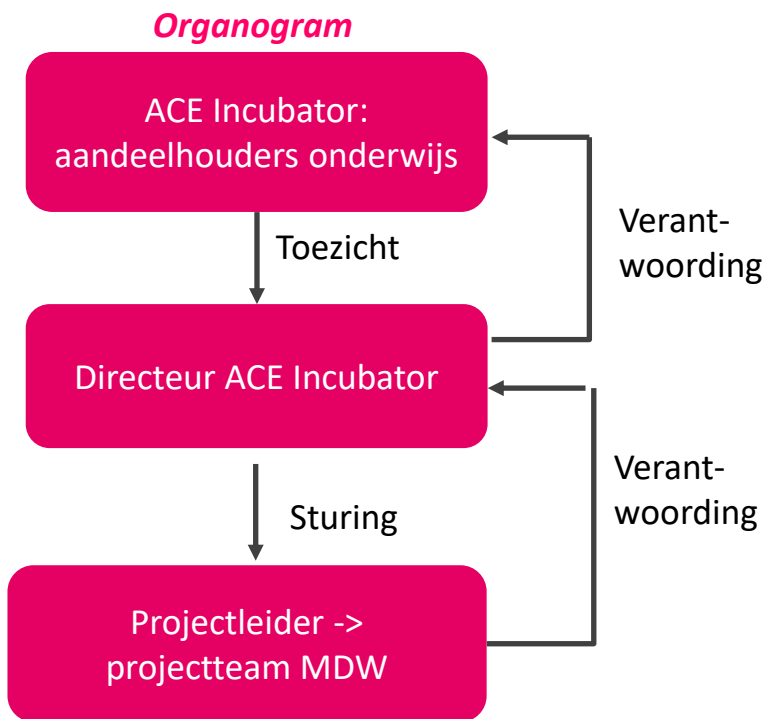 Organogram
ACE Incubator:
aandeelhouders onderwijs
Toezicht
Verant-
woording
Directeur ACE Incubator
Sturing
Verant-
woording
Projectleider ->
projectteam MDW